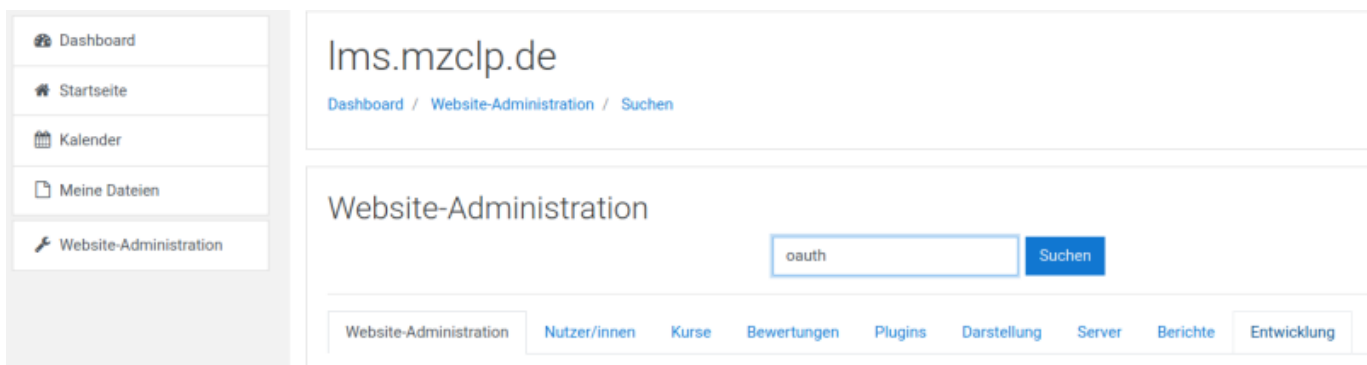 Dashboard
Startseite
Kalender
Meine Dateien
Website-Administration
lms.mzclp.de
Dashboard / Website-Administration / Suchen
Website-Administration
oauth Suchen
Website-Administration Nutzer/innen Kurse Bewertungen Plugins Darstellung Server Berichte Entwicklung